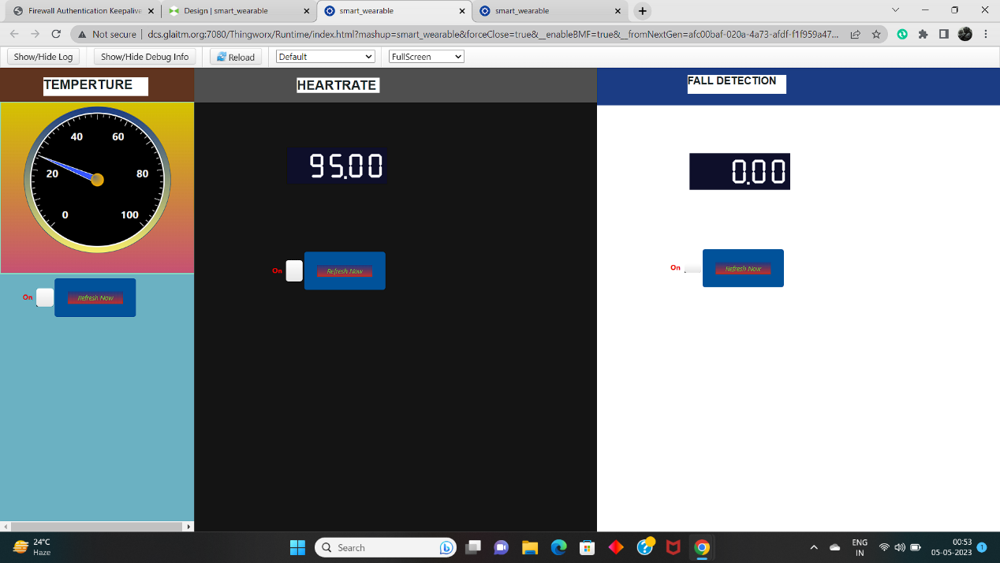 Firewall Authentication Keepalive
Design | smart_wearable
smart_wearable
smart_wearable
Not secure | dcs.glaitm.org:7080/Thingworx/Runtime/index.html?mashup=smart_wearable&forceClose=true&__enableBMF=true&__fromNextGen=afc00baf-020a-4a73-afdf-f1f959a47...
Show/Hide Log
Show/Hide Debug Info
Reload
Default
FullScreen
TEMPERTURE
HEARTRATE
FALL DETECTION
40 60
20 80
0 100
95.00
0.00
On Refresh Now
On Refresh Now
On Refresh Now
24°C
Haze
Search
ENG
IN
00:53
05-05-2023
1